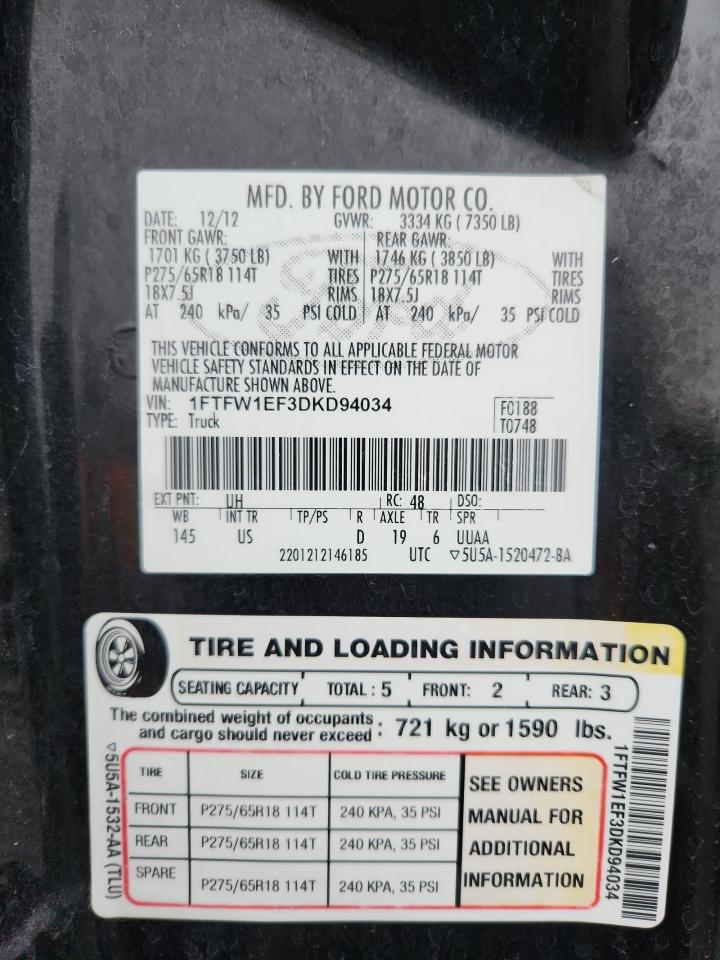 MFD. BY FORD MOTOR CO.
DATE: 12/12 GVWR: 3334 KG ( 7350 LB)
FRONT GAWR: REAR GAWR:
1701 KG ( 3750 LB) WITH 1746 KG ( 3850 LB) WITH
P275/65R18 114T TIRES P275/65R18 114T TIRES
18X7.5J RIMS 18X7.5J RIMS
AT 240 kPa/ 35 PSI COLD AT 240 kPa/ 35 PSI COLD
THIS VEHICLE CONFORMS TO ALL APPLICABLE FEDERAL MOTOR
VEHICLE SAFETY STANDARDS IN EFFECT ON THE DATE OF
MANUFACTURE SHOWN ABOVE.
VIN: 1FTFW1EF3DKD94034 F0188
TYPE: Truck T0748
EXT PNT: UH RC: 48 DSO:
WB INT TR TP/PS R AXLE TR SPR
145 US D 19 6 UUAA
2201212146185 UTC ▽5U5A-1520472-BA
TIRE AND LOADING INFORMATION
SEATING CAPACITY TOTAL : 5 FRONT: 2 REAR: 3
The combined weight of occupants
and cargo should never exceed : 721 kg or 1590 lbs.
TIRE SIZE COLD TIRE PRESSURE
FRONT P275/65R18 114T 240 KPA, 35 PSI
REAR P275/65R18 114T 240 KPA, 35 PSI
SPARE P275/65R18 114T 240 KPA, 35 PSI
SEE OWNERS
MANUAL FOR
ADDITIONAL
INFORMATION
▽5U5A-1532-AA (TLU)
1FTFW1EF3DKD94034